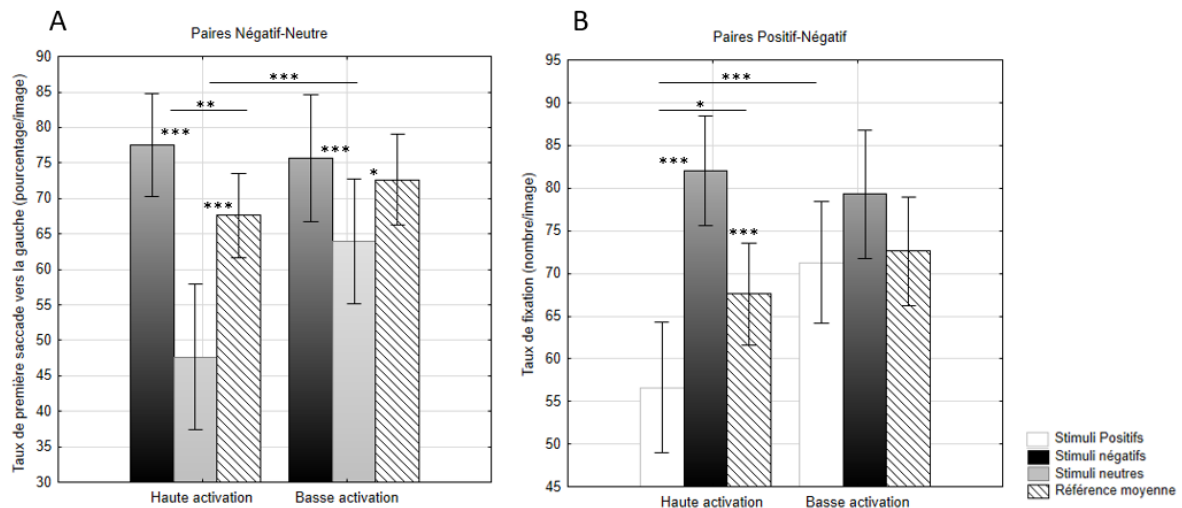 A
Paires Négatif-Neutre
Taux de première saccade vers la gauche (pourcentage/image)
90
85
80
75
70
65
60
55
50
45
40
35
30
***
**
***
***
***
*
Haute activation
Basse activation
B
Paires Positif-Négatif
Taux de fixation (nombre/image)
95
90
85
80
75
70
65
60
55
50
45
***
*
***
***
Haute activation
Basse activation
Stimuli Positifs
Stimuli négatifs
Stimuli neutres
Référence moyenne